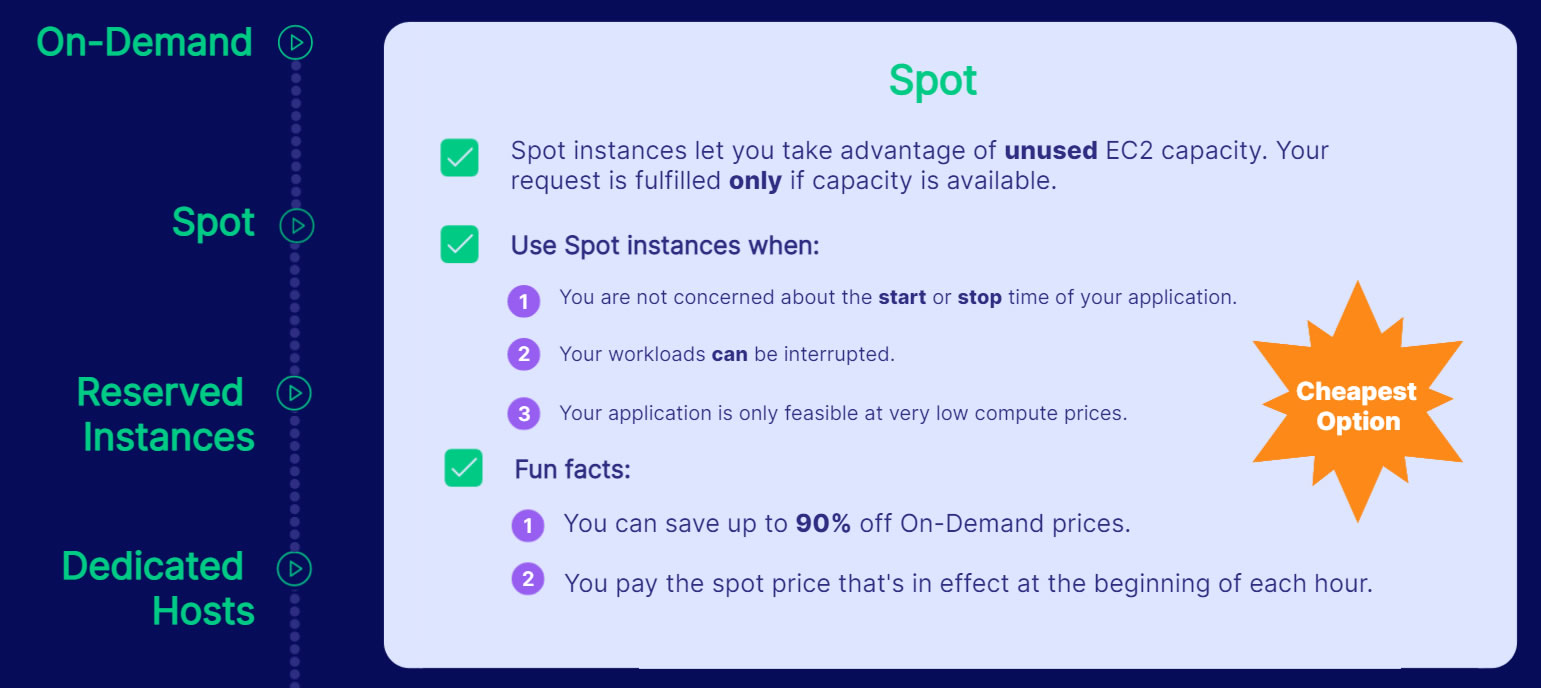 On-Demand
Spot
Reserved
Instances
Dedicated
Hosts
Spot
Spot instances let you take advantage of unused EC2 capacity. Your
request is fulfilled only if capacity is available.
Use Spot instances when:
1 You are not concerned about the start or stop time of your application.
2 Your workloads can be interrupted.
3 Your application is only feasible at very low compute prices.
Cheapest
Option
Fun facts:
1 You can save up to 90% off On-Demand prices.
2 You pay the spot price that's in effect at the beginning of each hour.